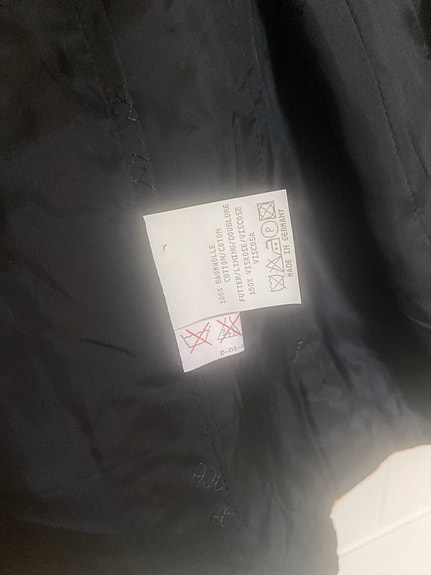 100% BAUMWOLLE
COTTON/COTON
FUTTER/LINING/DOUBLURE
100% VISKOSE/VISCOSE
VISCOSA
P
MADE IN GERMANY